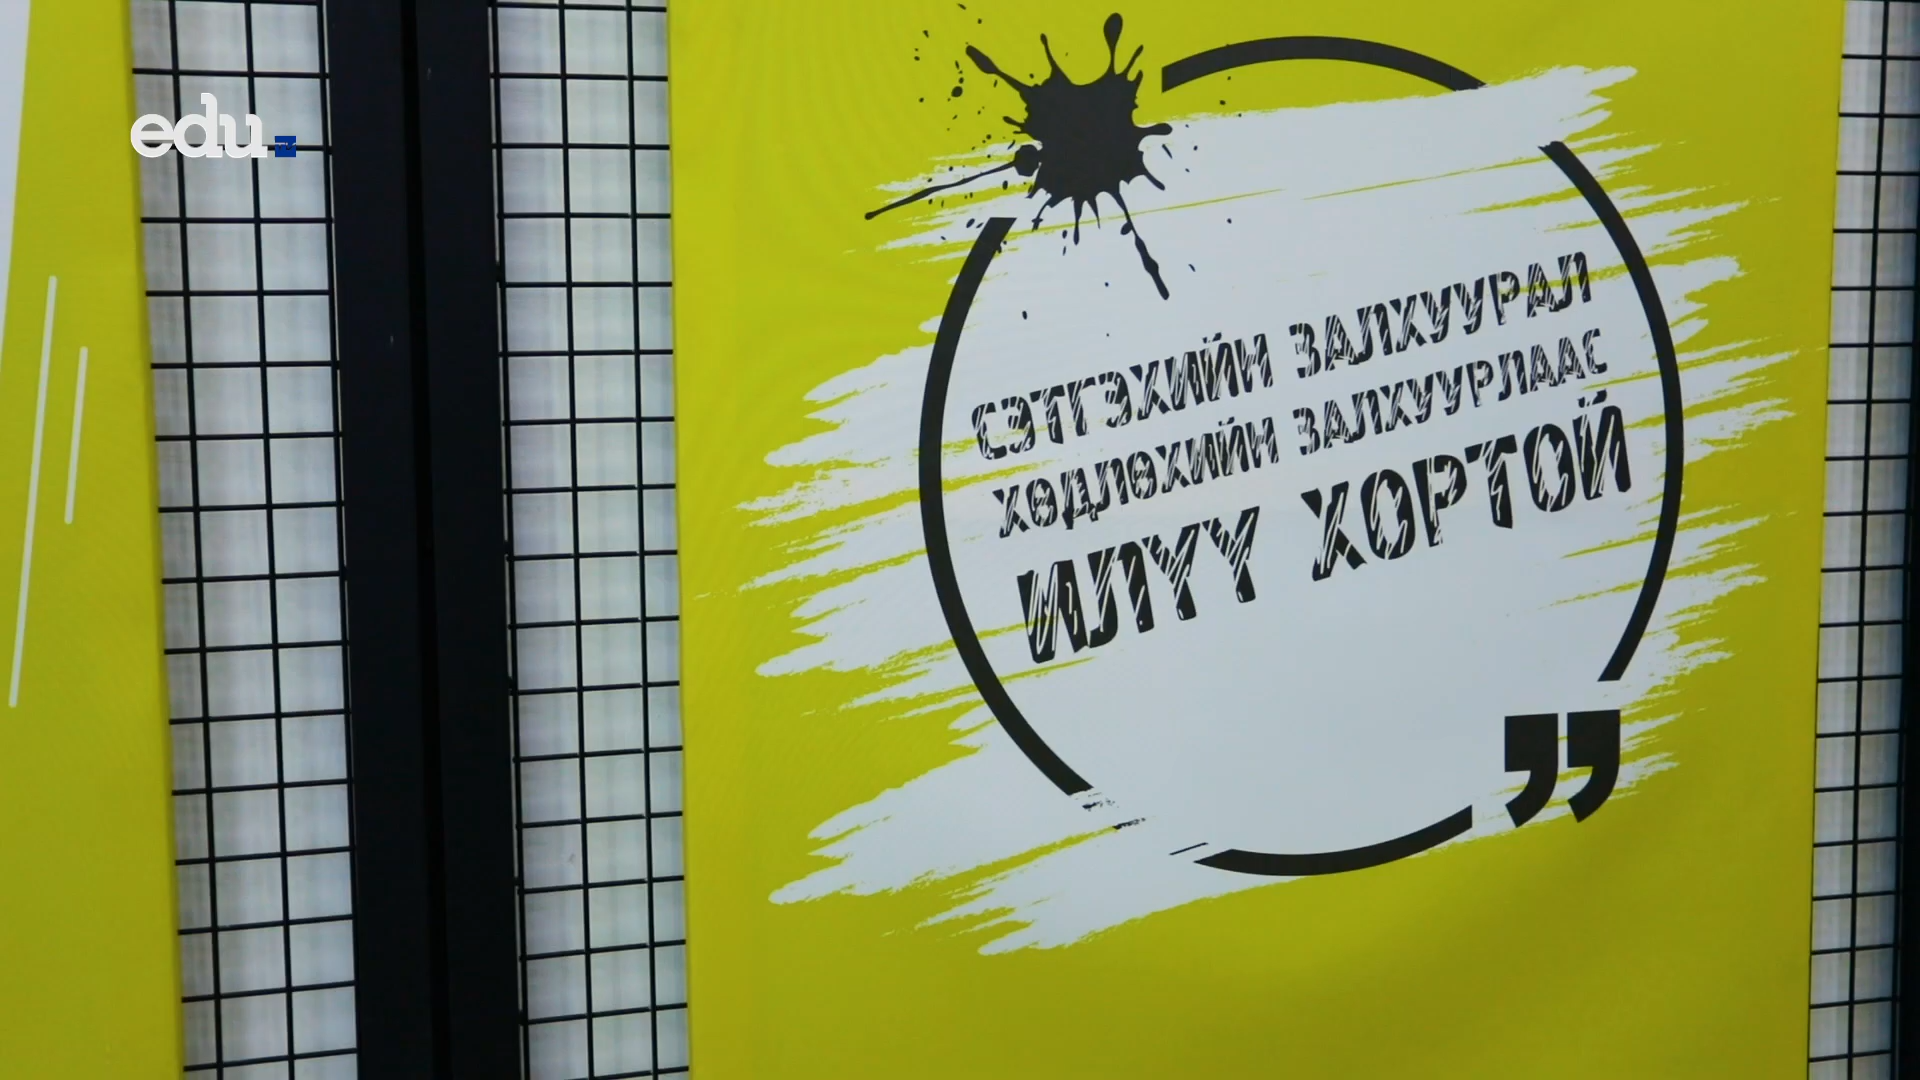 edu
СЭТГЭХИЙН ЗАЛХУУРАЛ
ХӨДЛӨХИЙН ЗАЛХУУРЛААС
ИЛҮҮ ХОРТОЙ
”